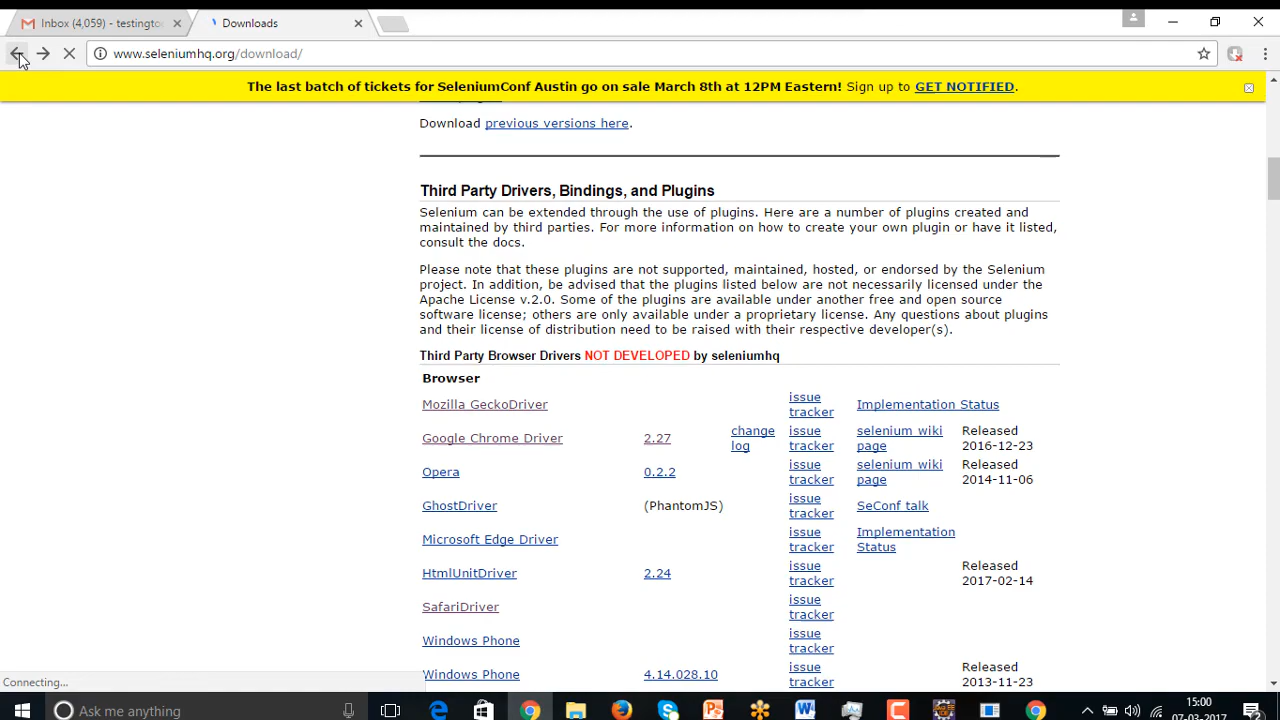 Inbox (4,059) - testingto
Downloads
www.seleniumhq.org/download/
The last batch of tickets for SeleniumConf Austin go on sale March 8th at 12PM Eastern! Sign up to GET NOTIFIED.
Download previous versions here.
Third Party Drivers, Bindings, and Plugins
Selenium can be extended through the use of plugins. Here are a number of plugins created and
maintained by third parties. For more information on how to create your own plugin or have it listed,
consult the docs.
Please note that these plugins are not supported, maintained, hosted, or endorsed by the Selenium
project. In addition, be advised that the plugins listed below are not necessarily licensed under the
Apache License v.2.0. Some of the plugins are available under another free and open source
software license; others are only available under a proprietary license. Any questions about plugins
and their license of distribution need to be raised with their respective developer(s).
Third Party Browser Drivers NOT DEVELOPED by seleniumhq
Browser
Mozilla GeckoDriver issue tracker Implementation Status
Google Chrome Driver 2.27 change log issue tracker selenium wiki page Released 2016-12-23
Opera 0.2.2 issue tracker selenium wiki page Released 2014-11-06
GhostDriver (PhantomJS) issue tracker SeConf talk
Microsoft Edge Driver issue tracker Implementation Status
HtmlUnitDriver 2.24 issue tracker Released 2017-02-14
SafariDriver issue tracker
Windows Phone issue tracker
Windows Phone 4.14.028.10 issue tracker Released 2013-11-23
Connecting...
Ask me anything
15:00
07-03-2017